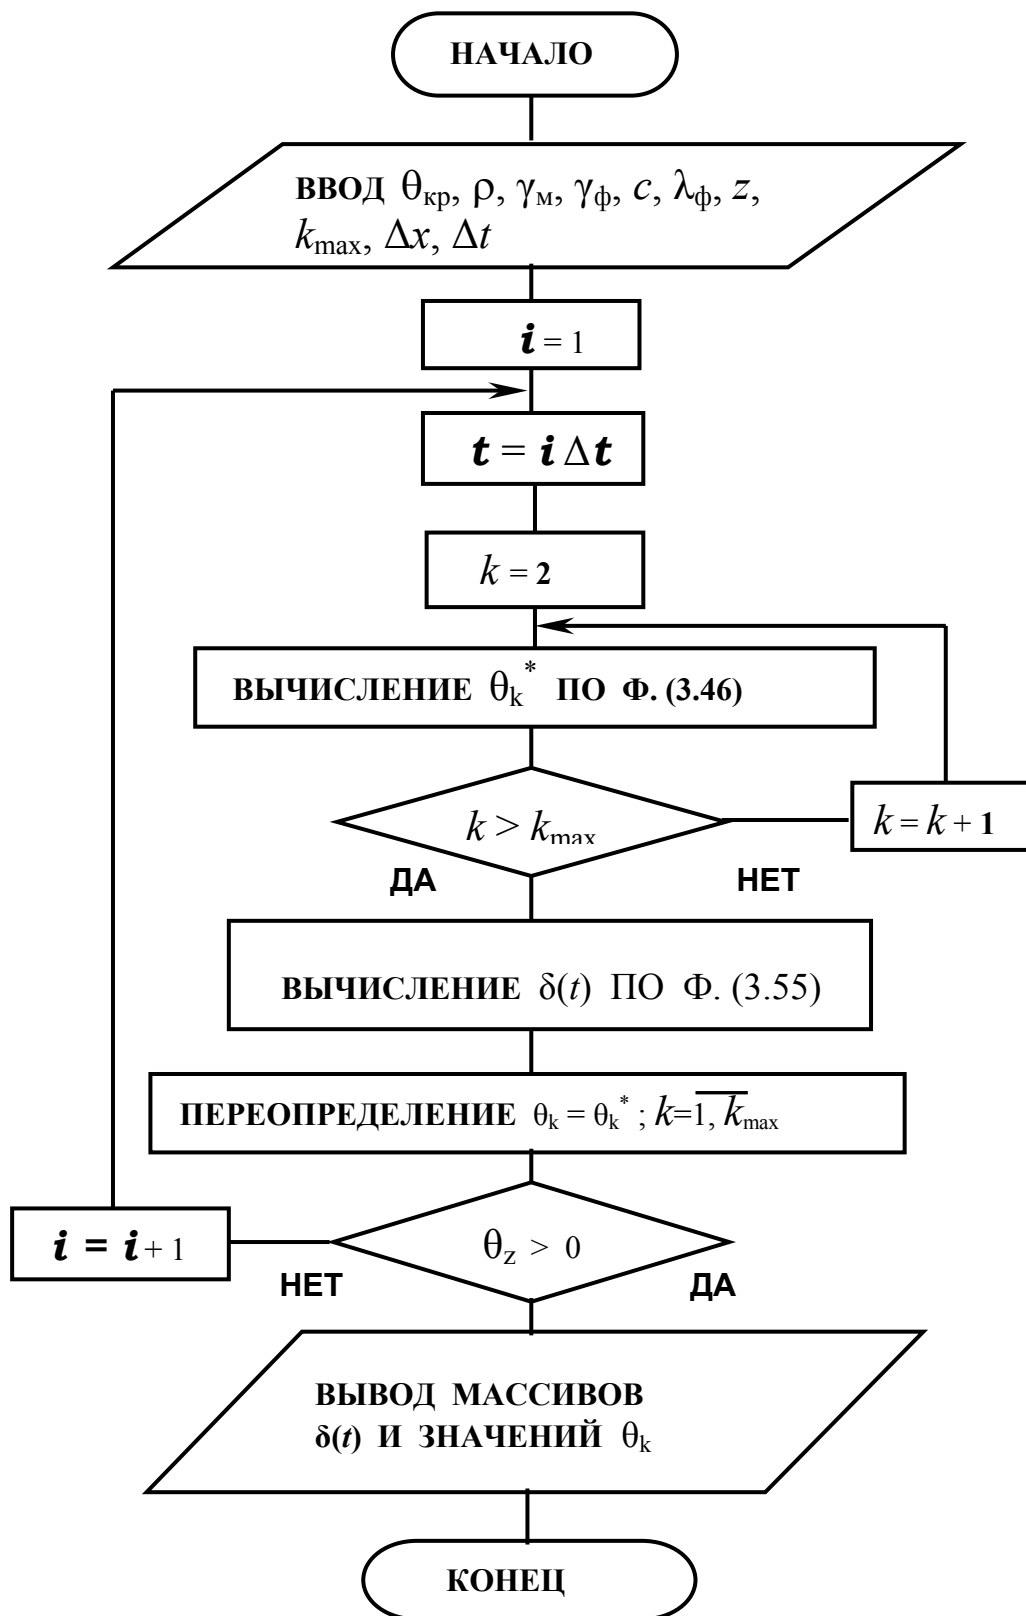 НАЧАЛО
ВВОД θкр, ρ, γм, γф, c, λф, z,
kmax, Δx, Δt
i = 1
t = i Δt
k = 2
ВЫЧИСЛЕНИЕ θk* ПО Ф. (3.46)
k > kmax
k = k + 1
ДА
НЕТ
ВЫЧИСЛЕНИЕ δ(t) ПО Ф. (3.55)
ПЕРЕОПРЕДЕЛЕНИЕ θk = θk* ; k=1, kmax
i = i + 1
θz > 0
НЕТ
ДА
ВЫВОД МАССИВОВ
δ(t) И ЗНАЧЕНИЙ θk
КОНЕЦ